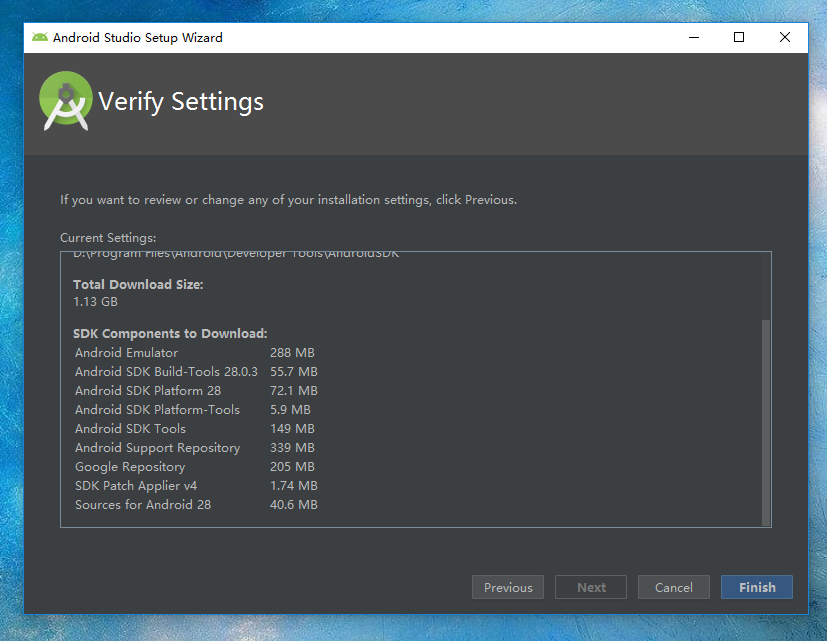 Android Studio Setup Wizard
Verify Settings
If you want to review or change any of your installation settings, click Previous.
Current Settings:
D:\Program Files\Android\Developer Tools\AndroidSDK
Total Download Size:
1.13 GB
SDK Components to Download:
Android Emulator 288 MB
Android SDK Build-Tools 28.0.3 55.7 MB
Android SDK Platform 28 72.1 MB
Android SDK Platform-Tools 5.9 MB
Android SDK Tools 149 MB
Android Support Repository 339 MB
Google Repository 205 MB
SDK Patch Applier v4 1.74 MB
Sources for Android 28 40.6 MB
Previous Next Cancel Finish